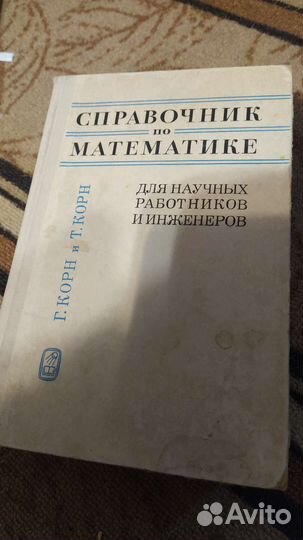 СПРАВОЧНИК
ПО
МАТЕМАТИКЕ
ДЛЯ НАУЧНЫХ
РАБОТНИКОВ
И ИНЖЕНЕРОВ
Г. КОРН И Т. КОРН
Avito